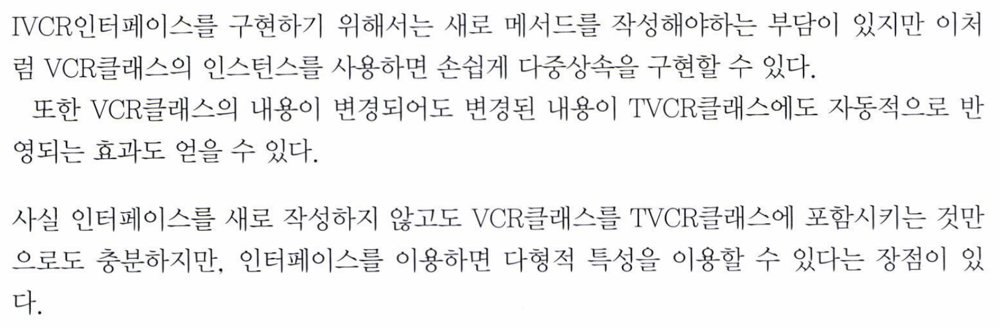 IVCR인터페이스를 구현하기 위해서는 새로 메서드를 작성해야하는 부담이 있지만 이처
럼 VCR클래스의 인스턴스를 사용하면 손쉽게 다중상속을 구현할 수 있다.
또한 VCR클래스의 내용이 변경되어도 변경된 내용이 TVCR클래스에도 자동적으로 반
영되는 효과도 얻을 수 있다.
사실 인터페이스를 새로 작성하지 않고도 VCR클래스를 TVCR클래스에 포함시키는 것만
으로도 충분하지만, 인터페이스를 이용하면 다형적 특성을 이용할 수 있다는 장점이 있
다.